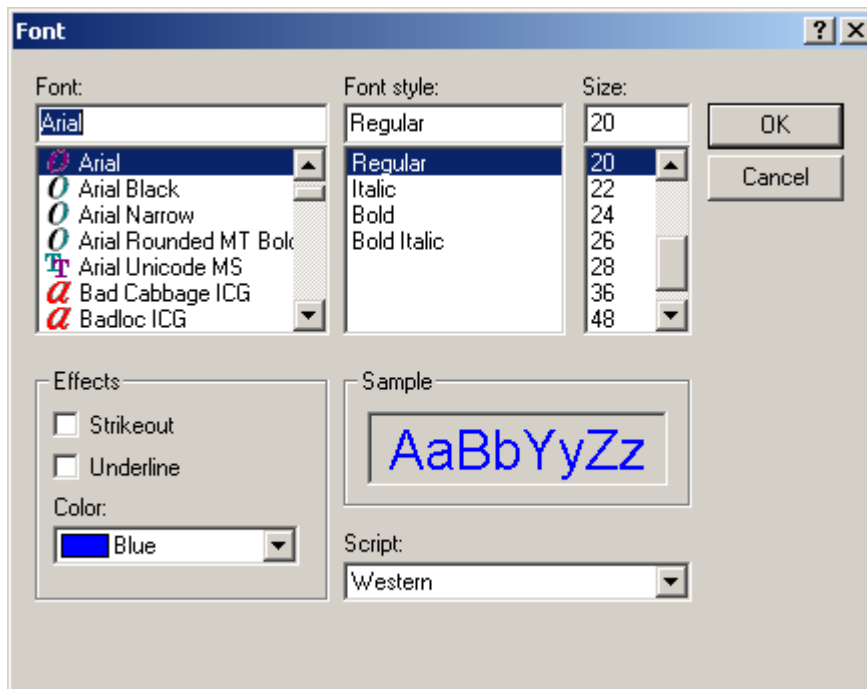 Font
Font:
Arial
Arial
Arial Black
Arial Narrow
Arial Rounded MT Bold
Arial Unicode MS
Bad Cabbage ICG
Badloc ICG
Font style:
Regular
Regular
Italic
Bold
Bold Italic
Size:
20
20
22
24
26
28
36
48
OK
Cancel
Effects
Strikeout
Underline
Color:
Blue
Sample
AaBbYyZz
Script:
Western